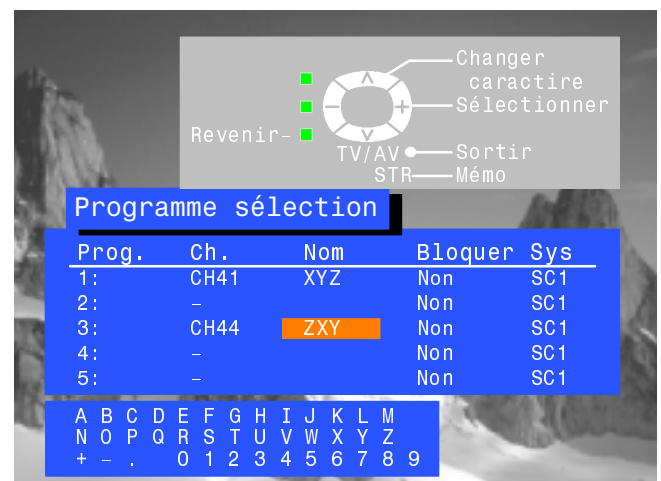 Changer
caractire
Sélectionner
Revenir-
TV/AV Sortir
STR Mémo
Programme sélection
Prog. Ch. Nom Bloquer Sys
1: CH41 XYZ Non SC1
2: – Non SC1
3: CH44 ZXY Non SC1
4: – Non SC1
5: – Non SC1
A B C D E F G H I J K L M
N O P Q R S T U V W X Y Z
+ – . 0 1 2 3 4 5 6 7 8 9